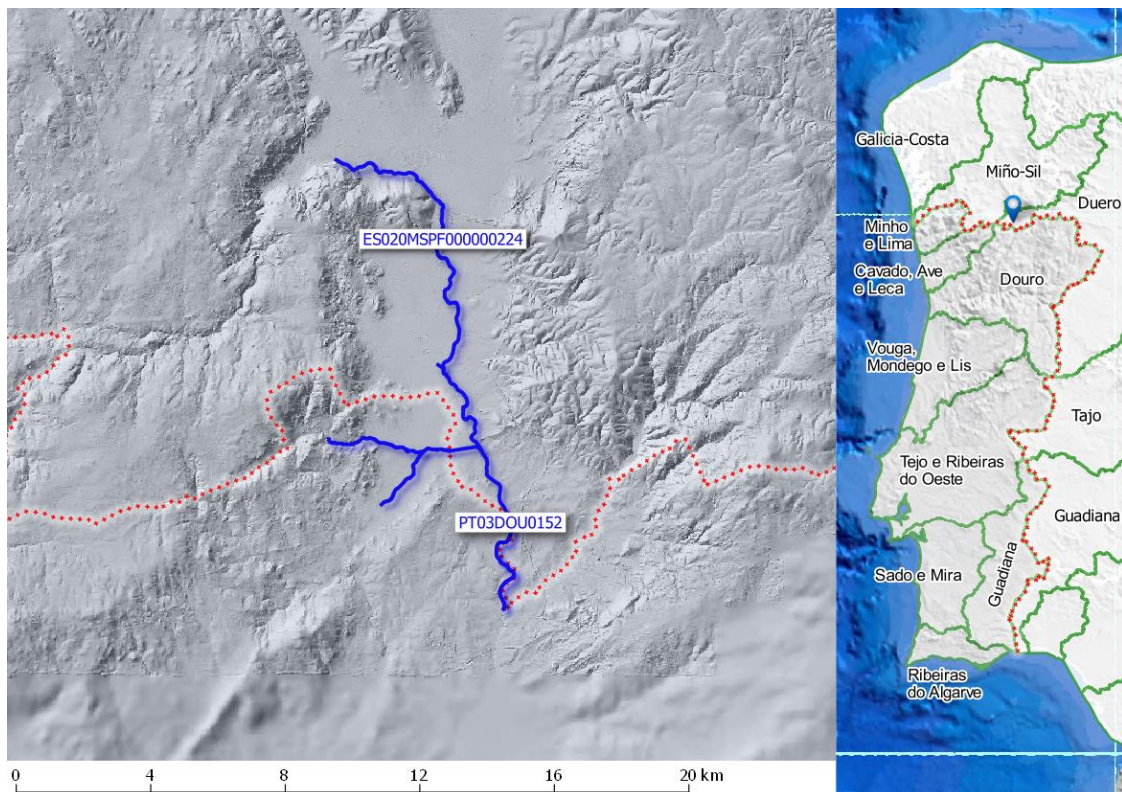 ES020MSPF000000224
PT03DOU0152
0 4 8 12 16 20 km
Galicia-Costa
Miño-Sil
Duero
Minho
e Lima
Cavado, Ave
e Leca
Douro
Vouga,
Mondego e Lis
Tajo
Tejo e Ribeiras
do Oeste
Guadiana
Sado e Mira
Guadiana
Ribeiras
do Algarve